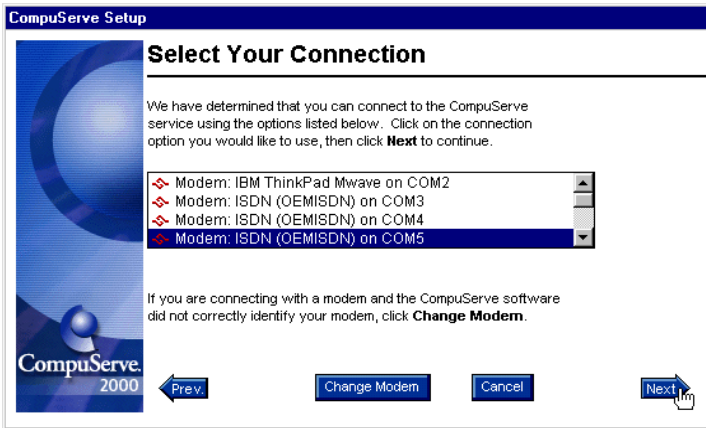 CompuServe Setup
Select Your Connection
We have determined that you can connect to the CompuServe
service using the options listed below. Click on the connection
option you would like to use, then click Next to continue.
Modem: IBM ThinkPad Mwave on COM2
Modem: ISDN (OEMISDN) on COM3
Modem: ISDN (OEMISDN) on COM4
Modem: ISDN (OEMISDN) on COM5
If you are connecting with a modem and the CompuServe software
did not correctly identify your modem, click Change Modem.
CompuServe.
2000
Prev. Change Modem Cancel Next